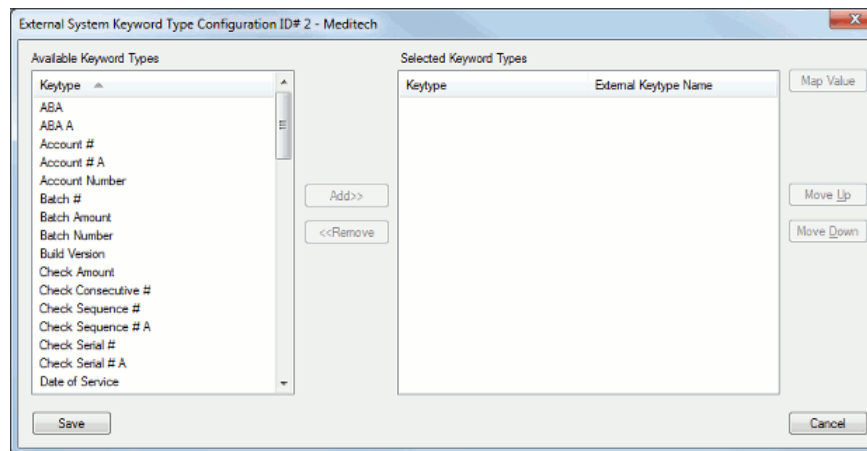 External System Keyword Type Configuration ID# 2 - Meditech
Available Keyword Types
Keytype
ABA
ABA A
Account #
Account # A
Account Number
Batch #
Batch Amount
Batch Number
Build Version
Check Amount
Check Consecutive #
Check Sequence #
Check Sequence # A
Check Serial #
Check Serial # A
Date of Service
Add>>
<<Remove
Selected Keyword Types
Keytype External Keytype Name
Map Value
Move Up
Move Down
Save
Cancel